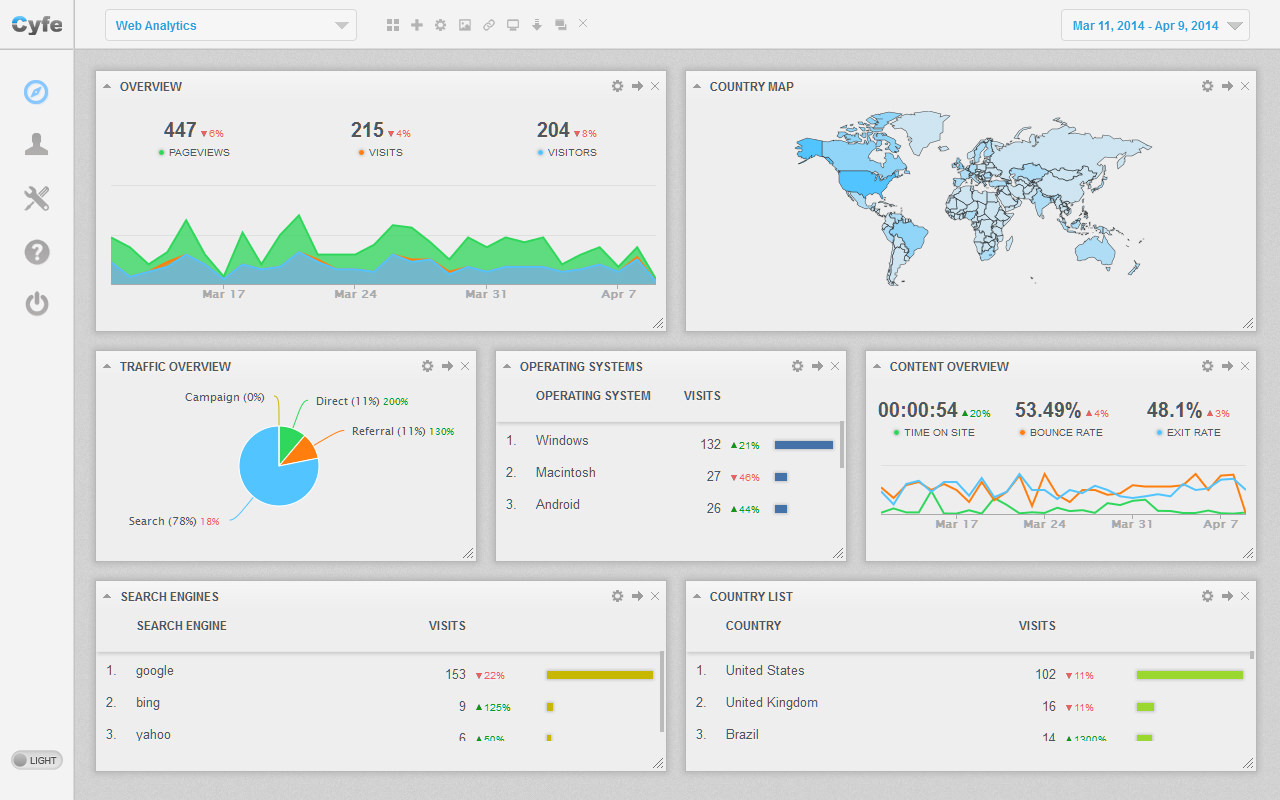 Cyfe
Web Analytics
Mar 11, 2014 - Apr 9, 2014
OVERVIEW
447 ▼6%
PAGEVIEWS
215 ▼4%
VISITS
204 ▼8%
VISITORS
Mar 17 Mar 24 Mar 31 Apr 7
COUNTRY MAP
TRAFFIC OVERVIEW
Campaign (0%)
Direct (11%) 200%
Referral (11%) 130%
Search (78%) 18%
OPERATING SYSTEMS
OPERATING SYSTEM VISITS
1. Windows 132 ▲21%
2. Macintosh 27 ▼46%
3. Android 26 ▲44%
CONTENT OVERVIEW
00:00:54 ▲20%
TIME ON SITE
53.49% ▲4%
BOUNCE RATE
48.1% ▲3%
EXIT RATE
Mar 17 Mar 24 Mar 31 Apr 7
SEARCH ENGINES
SEARCH ENGINE VISITS
1. google 153 ▼22%
2. bing 9 ▲125%
3. yahoo 6 ▲50%
COUNTRY LIST
COUNTRY VISITS
1. United States 102 ▼11%
2. United Kingdom 16 ▼11%
3. Brazil 14 ▲1300%
LIGHT